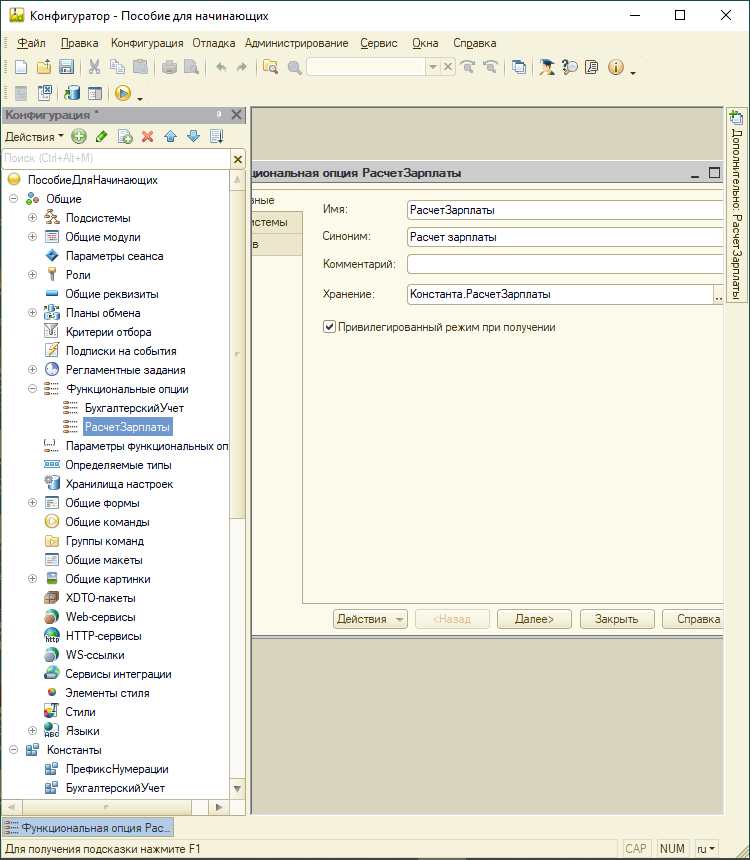 Конфигуратор - Пособие для начинающих
Файл Правка Конфигурация Отладка Администрирование Сервис Окна Справка
Конфигурация *
Действия
Поиск (Ctrl+Alt+M)
ПособиеДляНачинающих
Общие
Подсистемы
Общие модули
Параметры сеанса
Роли
Общие реквизиты
Планы обмена
Критерии отбора
Подписки на события
Регламентные задания
Функциональные опции
БухгалтерскийУчет
РасчетЗарплаты
Параметры функциональных оп
Определяемые типы
Хранилища настроек
Общие формы
Общие команды
Группы команд
Общие макеты
Общие картинки
XDTO-пакеты
Web-сервисы
HTTP-сервисы
WS-ссылки
Сервисы интеграции
Элементы стиля
Стили
Языки
Константы
ПрефиксНумерации
БухгалтерскийУчет
циональная опция РасчетЗарплаты
вные
истемы
в
Имя: РасчетЗарплаты
Синоним: Расчет зарплаты
Комментарий:
Хранение: Константа.РасчетЗарплаты
Привилегированный режим при получении
Действия <Назад Далее> Закрыть Справка
Дополнительно: РасчетЗарплаты
Функциональная опция Рас...
Для получения подсказки нажмите F1 CAP NUM ru